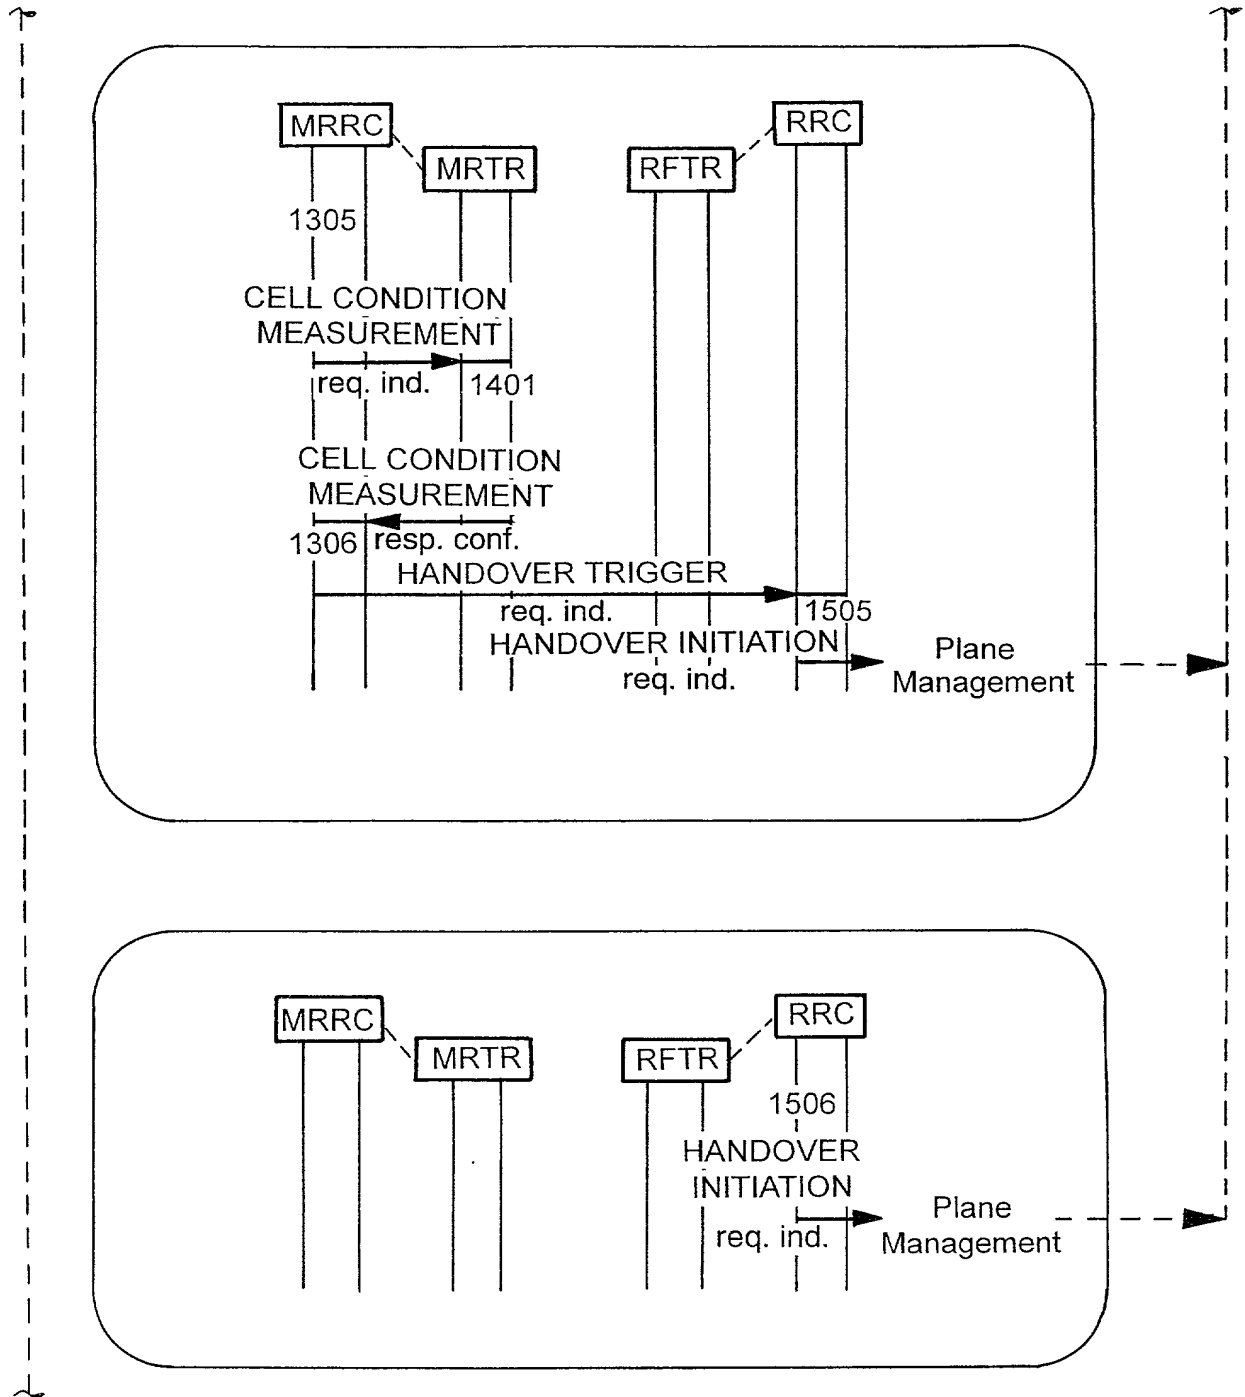 MRRC
RRC
MRTR
RFTR
1305
CELL CONDITION
MEASUREMENT
req. ind.
1401
CELL CONDITION
MEASUREMENT
1306
resp. conf.
HANDOVER TRIGGER
req. ind.
1505
HANDOVER INITIATION
req. ind.
Plane
Management
MRRC
RRC
MRTR
RFTR
1506
HANDOVER
INITIATION
req. ind.
Plane
Management